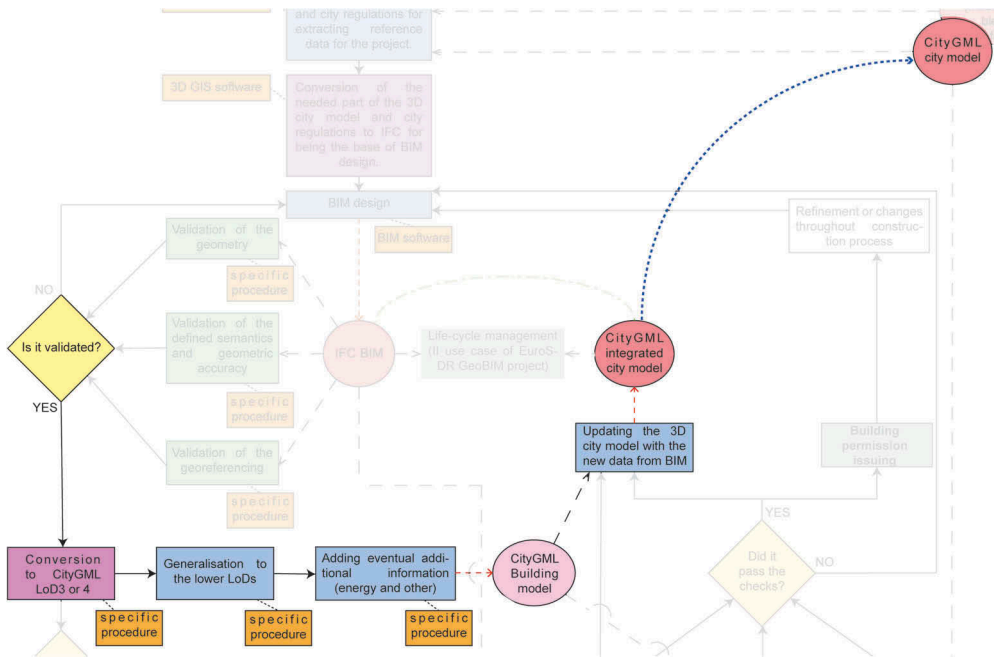 and city regulations for
extracting reference
data for the project.
CityGML
city model
3D GIS software
Conversion of the
needed part of the 3D
city model and city
regulations to IFC for
being the base of BIM
design.
BIM design
BIM software
Refinement or changes
throughout construc-
tion process
Validation of the
geometry
specific
procedure
NO
Is it validated?
YES
Validation of the
defined semantics
and geometric
accuracy
specific
procedure
IFC BIM
Life-cycle management
(II use case of EuroS-
DR GeoBIM project)
CityGML
integrated
city model
Validation of the
georeferencing
specific
procedure
Updating the 3D
city model with the
new data from BIM
Building
permission
issuing
YES
Did it
pass the
checks?
NO
Conversion
to CityGML
LoD3 or 4
specific
procedure
Generalisation to
the lower LoDs
specific
procedure
Adding eventual addi-
tional information
(energy and other)
specific
procedure
CityGML
Building
model